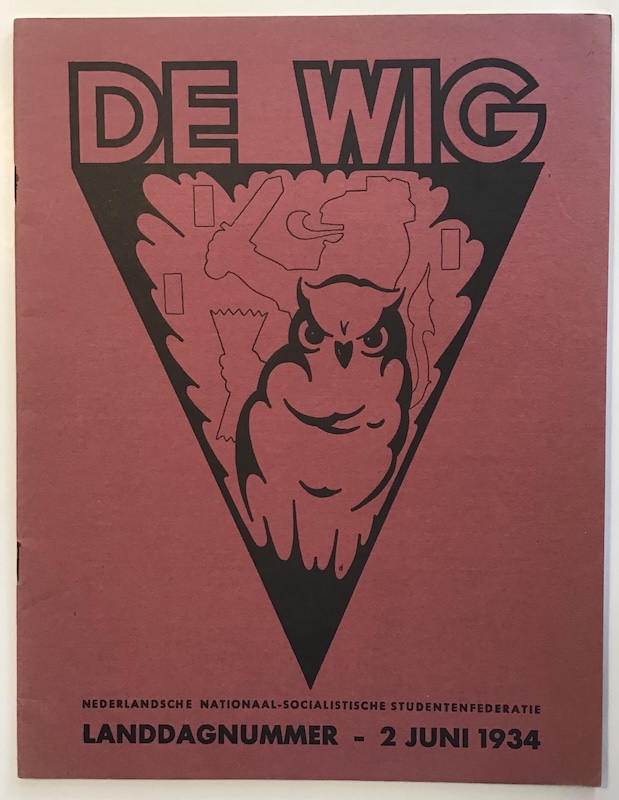 DE WIG
NEDERLANDSCHE NATIONAAL-SOCIALISTISCHE STUDENTENFEDERATIE
LANDDAGNUMMER - 2 JUNI 1934